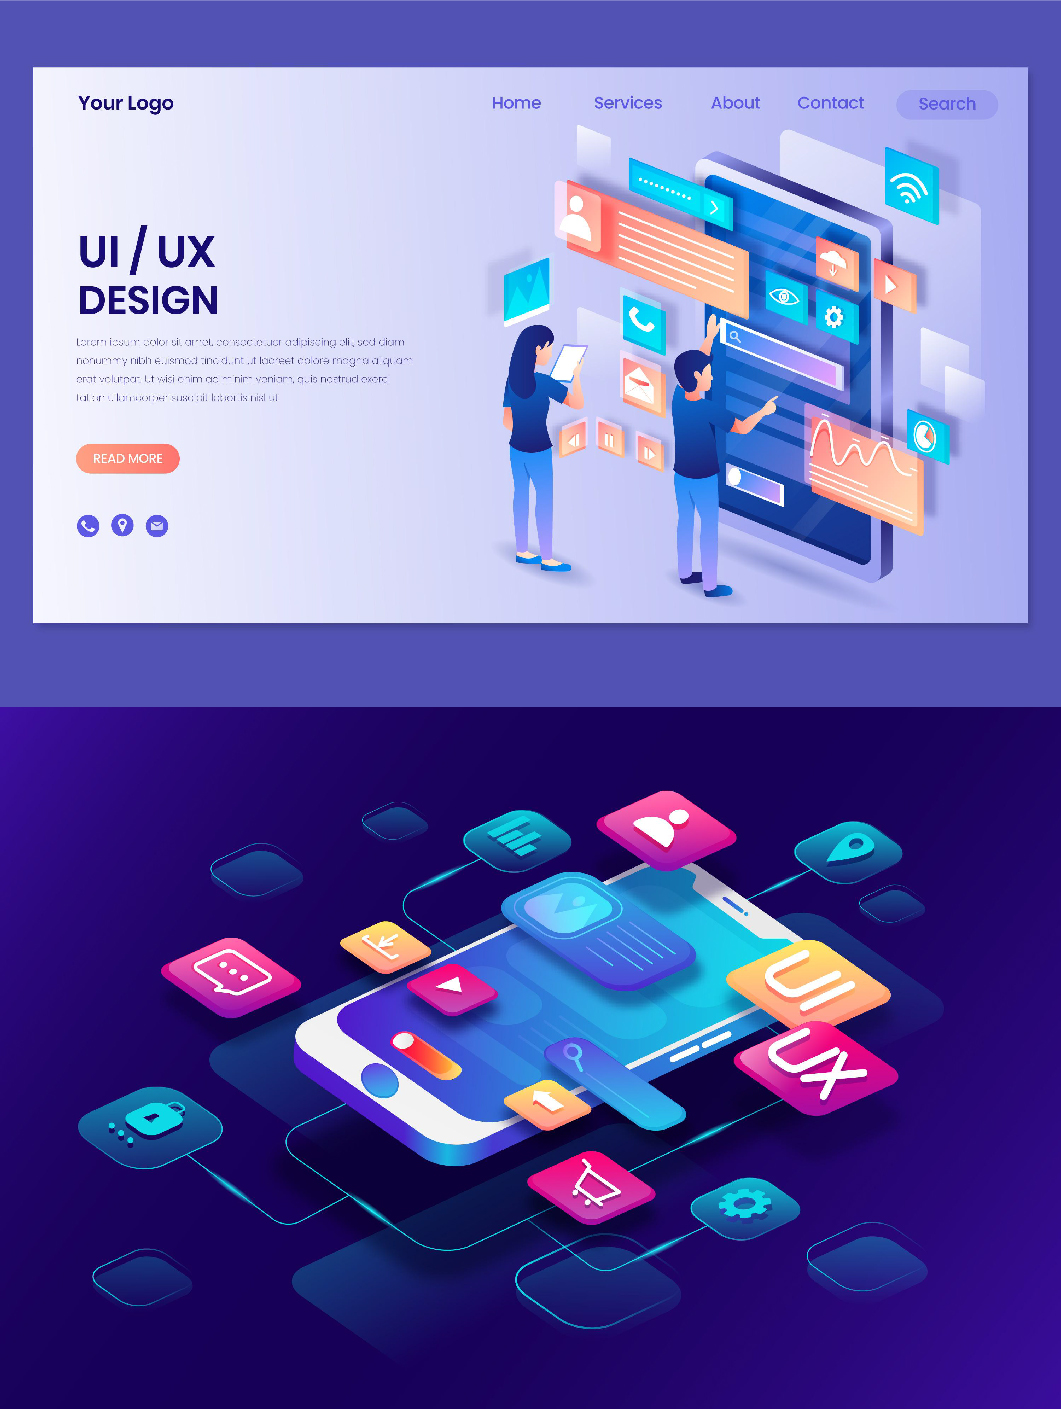 Your Logo
Home Services About Contact Search
UI / UX
DESIGN
Lorem ipsum dolor sit amet, consectetuer adipiscing elit, sed diam
nonummy nibh euismod tincidunt ut laoreet dolore magna aliquam
erat volutpat. Ut wisi enim ad minim veniam, quis nostrud exerci
tation ullamcorper suscipit lobortis nisl ut
READ MORE
UI
UX